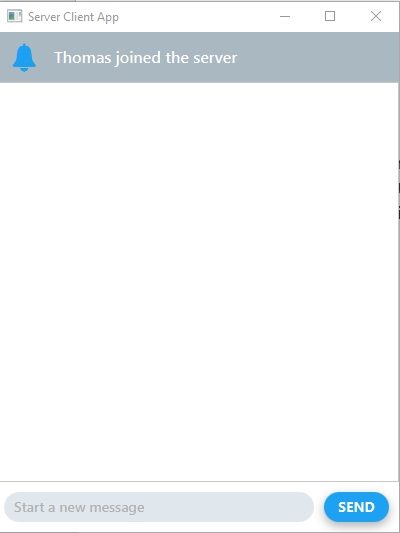 Server Client App
Thomas joined the server
Start a new message
SEND